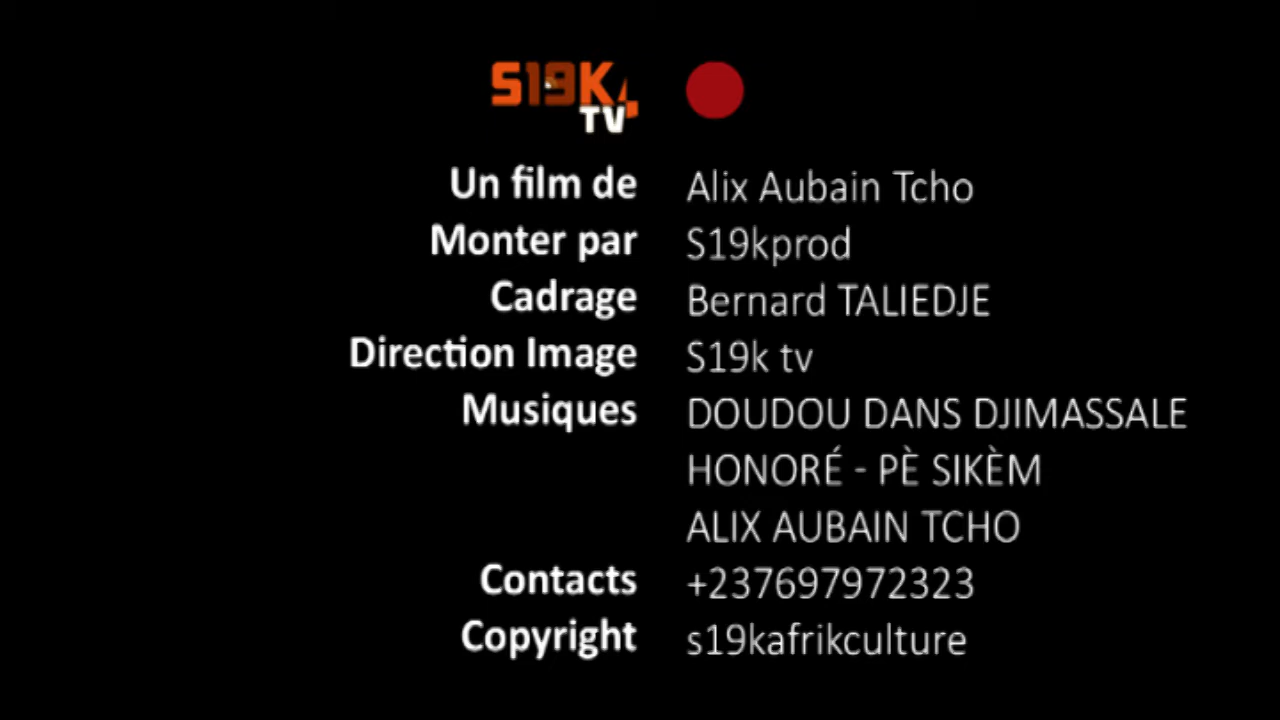 S19K
TV
Un film de Alix Aubain Tcho
Monter par S19kprod
Cadrage Bernard TALIEDJE
Direction Image S19k tv
Musiques DOUDOU DANS DJIMASSALE
HONORÉ - PÈ SIKÈM
ALIX AUBAIN TCHO
Contacts +237697972323
Copyright s19kafrikculture